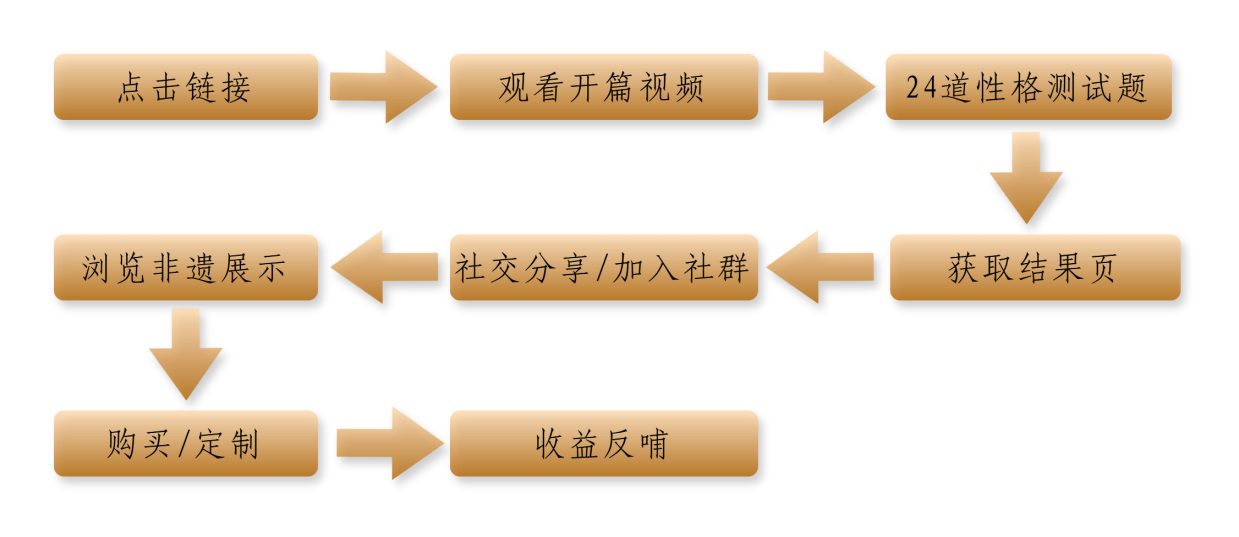 点击链接
观看开篇视频
24道性格测试题
获取结果页
社交分享/加入社群
浏览非遗展示
购买/定制
收益反哺